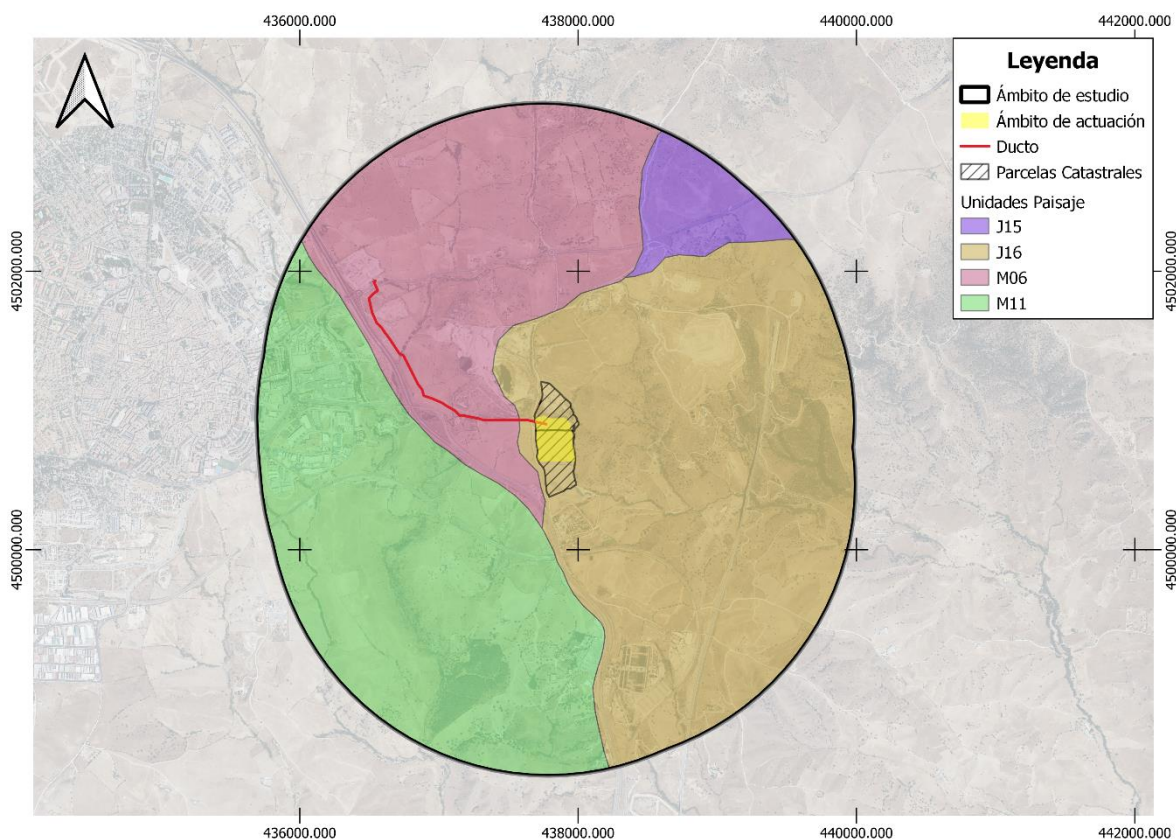 436000.000
438000.000
440000.000
442000.000
Leyenda
Ámbito de estudio
Ámbito de actuación
Ducto
Parcelas Catastrales
Unidades Paisaje
J15
J16
M06
M11
4502000.000
4502000.000
4500000.000
4500000.000
436000.000
438000.000
440000.000
442000.000